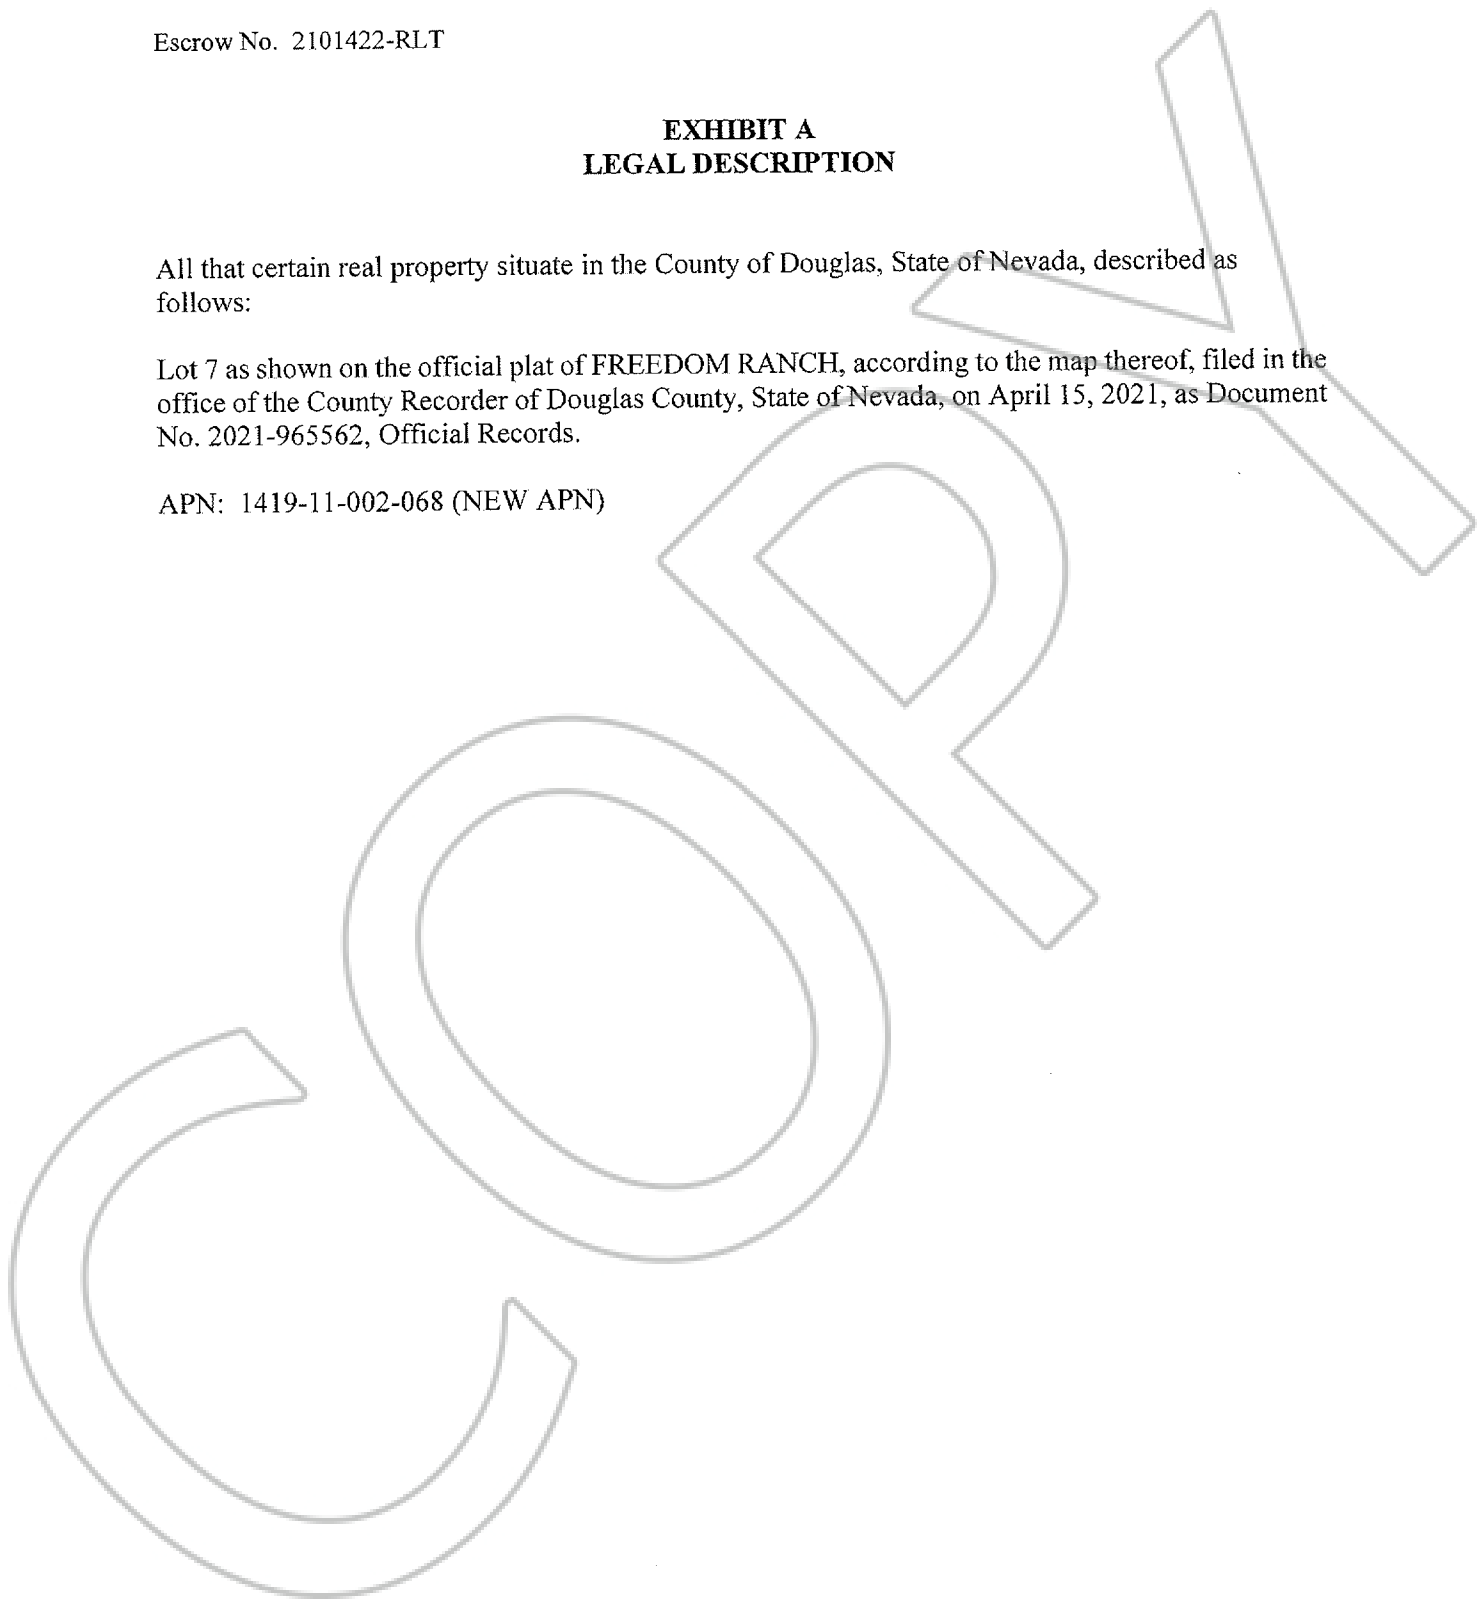 Escrow No. 2101422-RLT
EXHIBIT A
LEGAL DESCRIPTION
All that certain real property situate in the County of Douglas, State of Nevada, described as
follows:
Lot 7 as shown on the official plat of FREEDOM RANCH, according to the map thereof, filed in the
office of the County Recorder of Douglas County, State of Nevada, on April 15, 2021, as Document
No. 2021-965562, Official Records.
APN: 1419-11-002-068 (NEW APN)
COPY